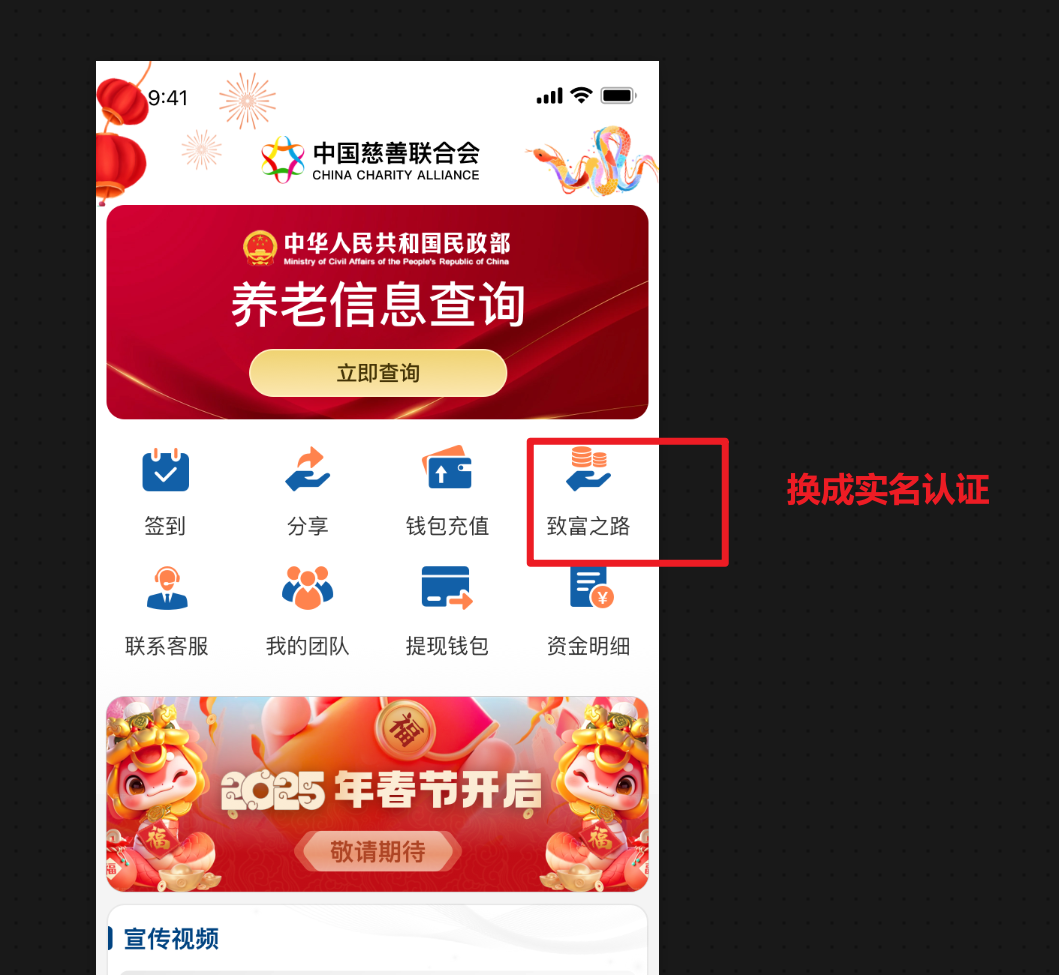 9:41
中国慈善联合会
CHINA CHARITY ALLIANCE
中华人民共和国民政部
Ministry of Civil Affairs of the People's Republic of China
养老信息查询
立即查询
签到
分享
钱包充值
致富之路
换成实名认证
联系客服
我的团队
提现钱包
¥
资金明细
福
2025 年春节开启
敬请期待
福
福
福
福
宣传视频